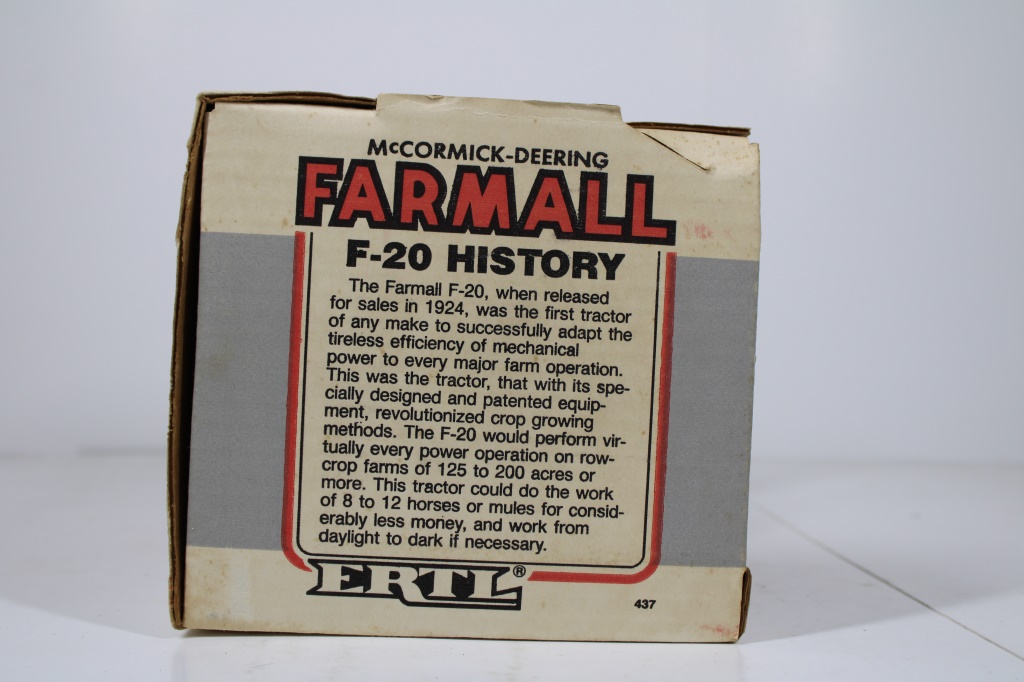 McCORMICK-DEERING
FARMALL
F-20 HISTORY
The Farmall F-20, when released
for sales in 1924, was the first tractor
of any make to successfully adapt the
tireless efficiency of mechanical
power to every major farm operation.
This was the tractor, that with its spe-
cially designed and patented equip-
ment, revolutionized crop growing
methods. The F-20 would perform vir-
tually every power operation on row-
crop farms of 125 to 200 acres or
more. This tractor could do the work
of 8 to 12 horses or mules for consid-
erably less money, and work from
daylight to dark if necessary.
ERTL®
437